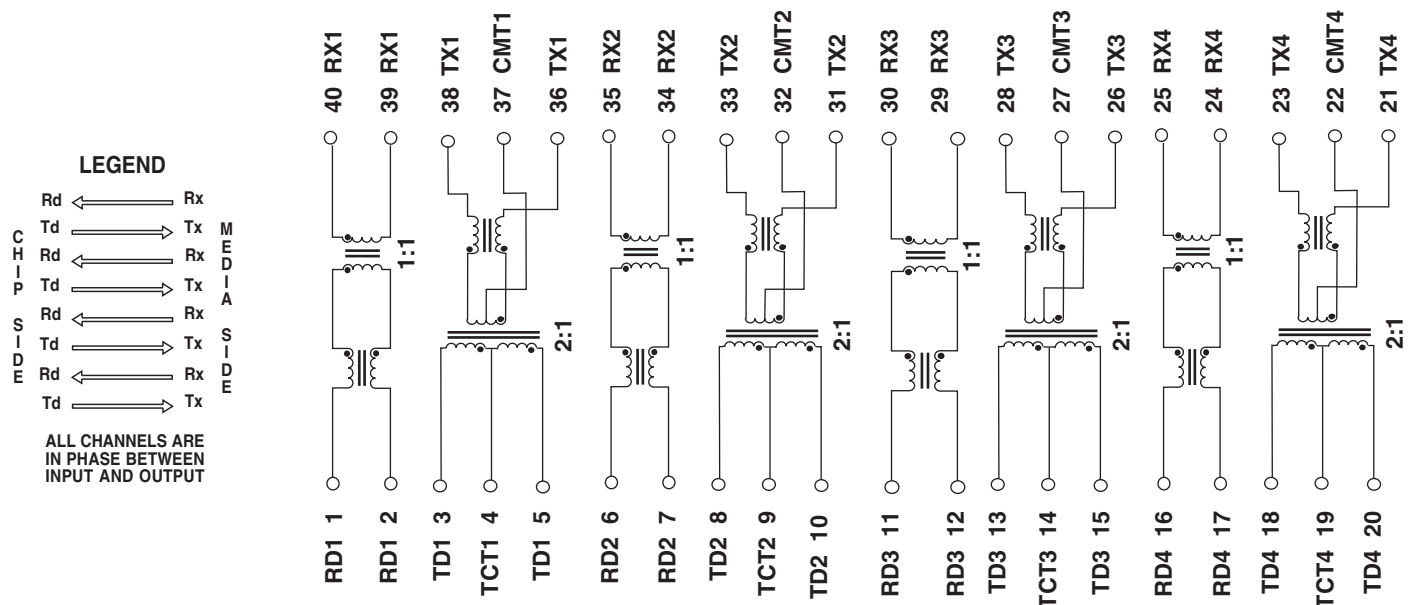 40 RX1
39 RX1
38 TX1
37 CMT1
36 TX1
35 RX2
34 RX2
33 TX2
32 CMT2
31 TX2
30 RX3
29 RX3
28 TX3
27 CMT3
26 TX3
25 RX4
24 RX4
23 TX4
22 CMT4
21 TX4
LEGEND
Rd Rx
Td Tx
Rd Rx
Td Tx
Rd Rx
Td Tx
Rd Rx
Td Tx
CHIP SIDE
MEDIA SIDE
ALL CHANNELS ARE
IN PHASE BETWEEN
INPUT AND OUTPUT
1:1
2:1
1:1
2:1
1:1
2:1
1:1
2:1
RD1 1
RD1 2
TD1 3
TCT1 4
TD1 5
RD2 6
RD2 7
TD2 8
TCT2 9
TD2 10
RD3 11
RD3 12
TD3 13
TCT3 14
TD3 15
RD4 16
RD4 17
TD4 18
TCT4 19
TD4 20